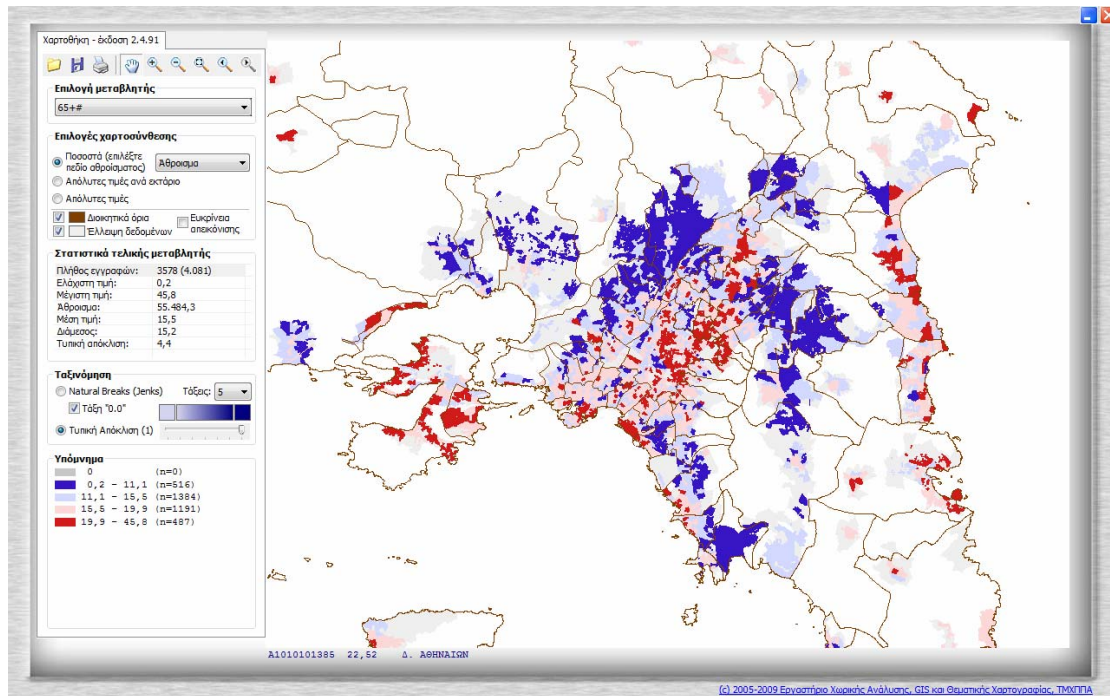 Χαρτοθήκη - έκδοση 2.4.91
Επιλογή μεταβλητής
65+#
Επιλογές χαρτοσύνθεσης
Ποσοστά (επιλέξτε πεδίο αθροίσματος)
Άθροισμα
Απόλυτες τιμές ανά εκτάριο
Απόλυτες τιμές
Διοικητικά όρια
Έλλειψη δεδομένων
Ευκρίνεια απεικόνισης
Στατιστικά τελικής μεταβλητής
Πλήθος εγγραφών: 3578 (4.081)
Ελάχιστη τιμή: 0,2
Μέγιστη τιμή: 45,8
Άθροισμα: 55.484,3
Μέση τιμή: 15,5
Διάμεσος: 15,2
Τυπική απόκλιση: 4,4
Ταξινόμηση
Natural Breaks (Jenks) Τάξεις: 5
Τάξη "0.0"
Τυπική Απόκλιση (1)
Υπόμνημα
0 (n=0)
0,2 - 11,1 (n=516)
11,1 - 15,5 (n=1384)
15,5 - 19,9 (n=1191)
19,9 - 45,8 (n=487)
A1010101385 22,52 Δ. ΑΘΗΝΑΙΩΝ
(c) 2005-2009 Εργαστήριο Χωρικής Ανάλυσης, GIS και Θεματικής Χαρτογραφίας, ΤΜΧΠΠΑ